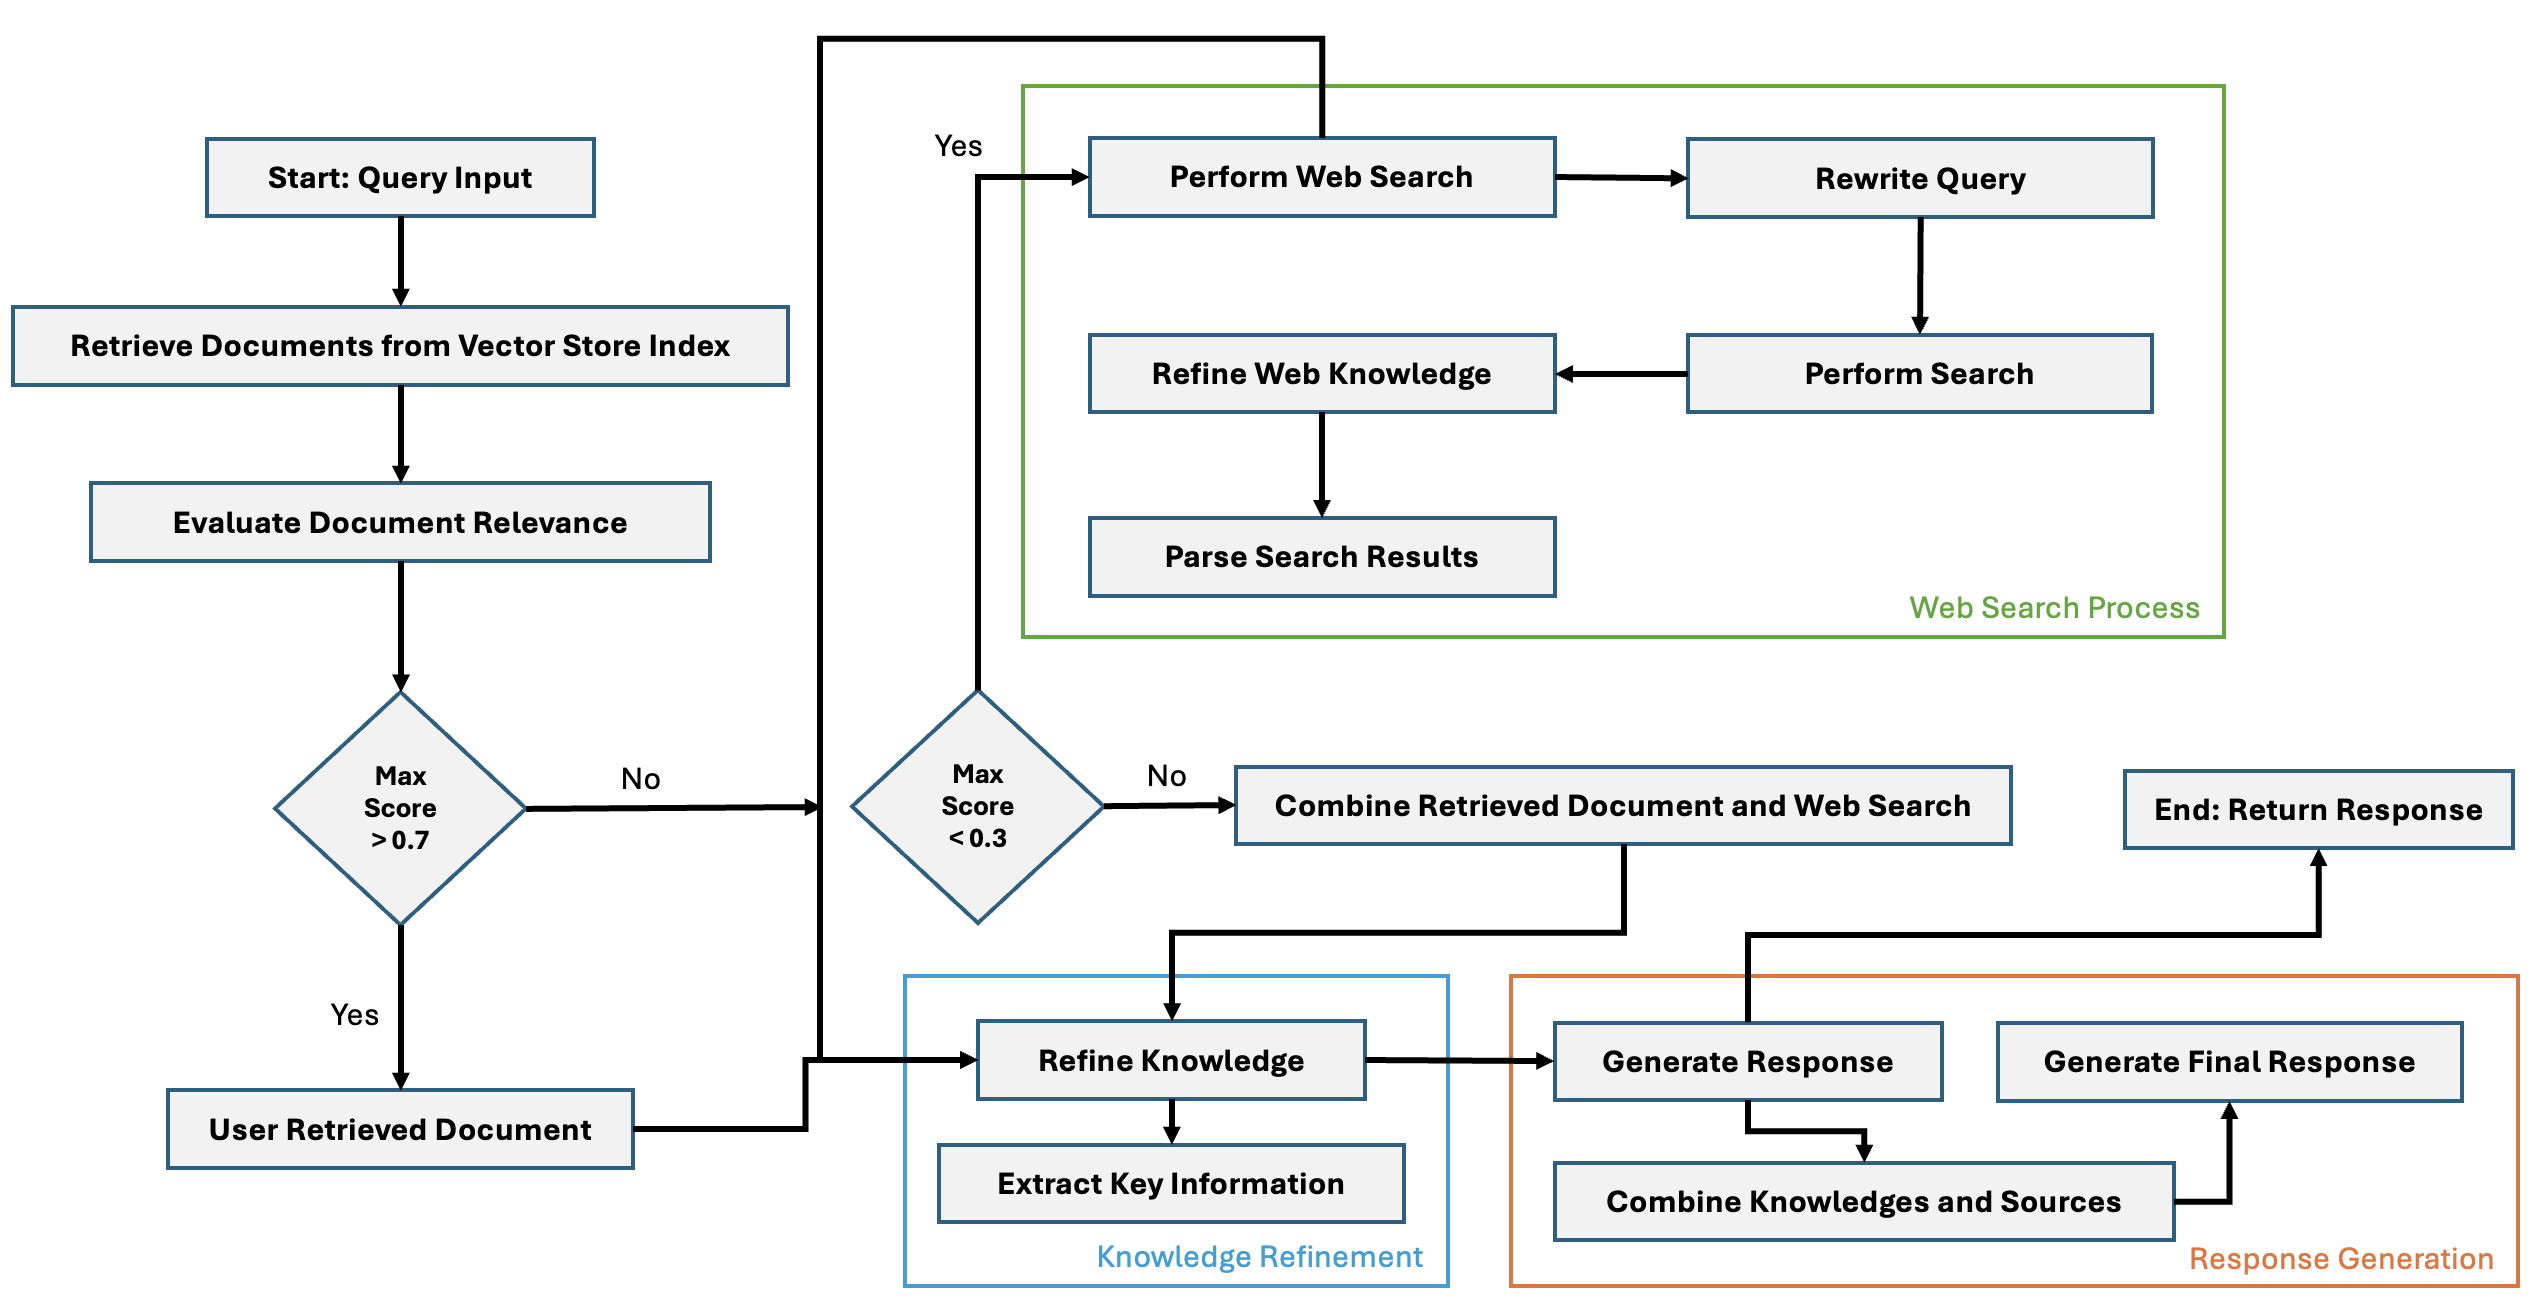 Start: Query Input
Retrieve Documents from Vector Store Index
Evaluate Document Relevance
Max
Score
> 0.7
No
Yes
User Retrieved Document
Max
Score
< 0.3
Yes
No
Perform Web Search
Rewrite Query
Refine Web Knowledge
Perform Search
Parse Search Results
Web Search Process
Combine Retrieved Document and Web Search
End: Return Response
Refine Knowledge
Extract Key Information
Knowledge Refinement
Generate Response
Generate Final Response
Combine Knowledges and Sources
Response Generation